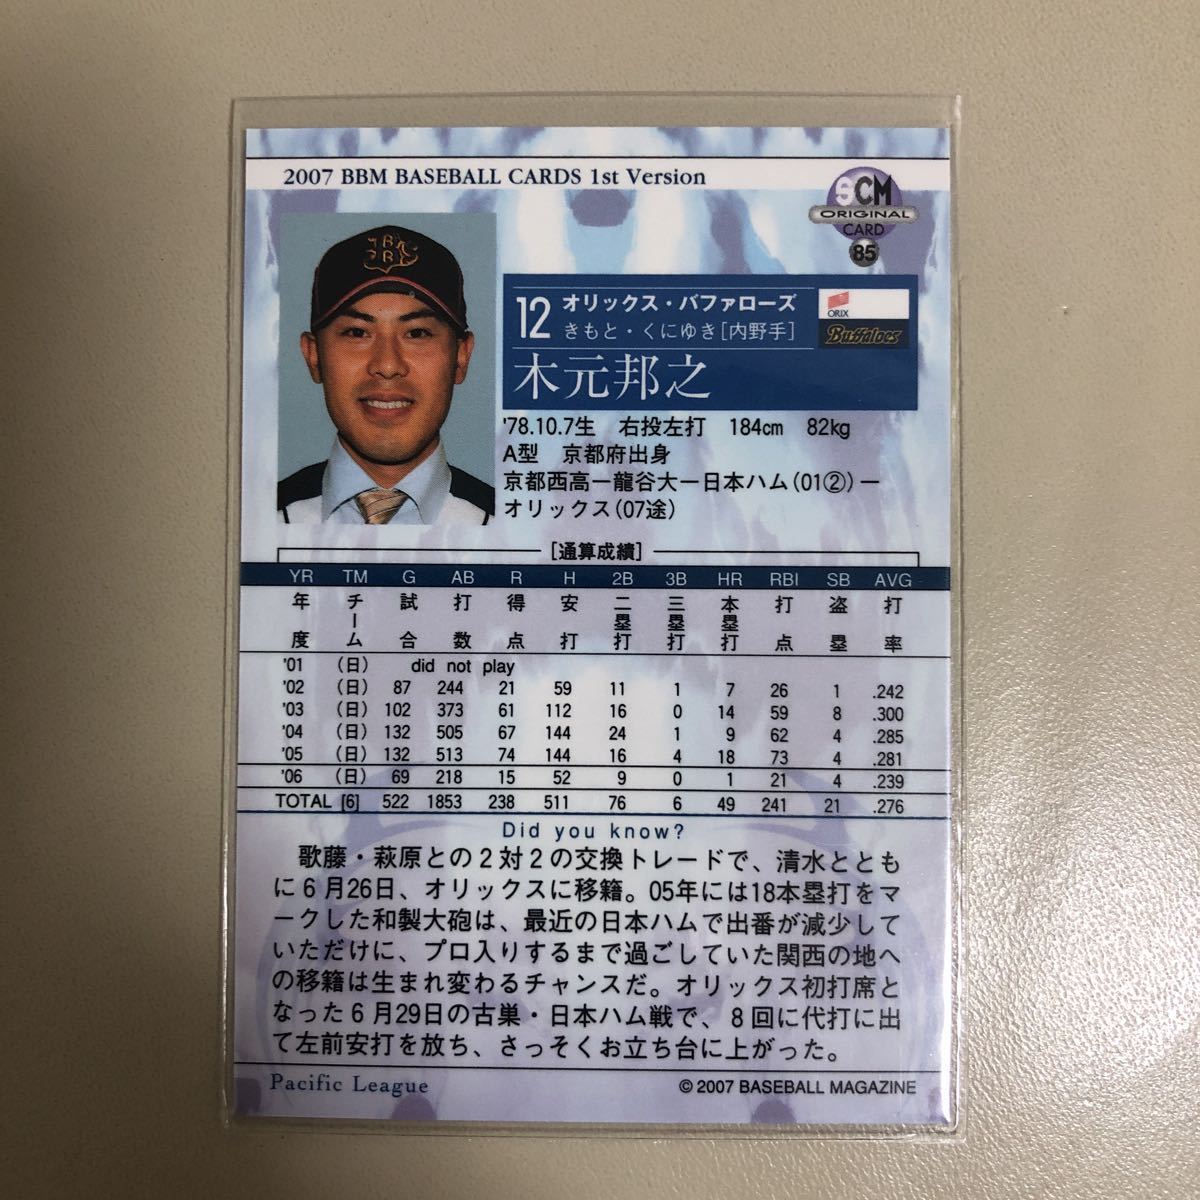 2007 BBM BASEBALL CARDS 1st Version
SCM
ORIGINAL
CARD
85
12 オリックス・バファローズ
きもと・くにゆき[内野手]
木元邦之
ORIX
Buffaloes
'78.10.7生 右投左打 184cm 82kg
A型 京都府出身
京都西高ー龍谷大ー日本ハム(01②)ー
オリックス(07途)
[通算成績]
YR TM G AB R H 2B 3B HR RBI SB AVG
年度 チーム 試合 打数 得点 安打 二塁打 三塁打 本塁打 打点 盗塁 打率
'01 (日) did not play
'02 (日) 87 244 21 59 11 1 7 26 1 .242
'03 (日) 102 373 61 112 16 0 14 59 8 .300
'04 (日) 132 505 67 144 24 1 9 62 4 .285
'05 (日) 132 513 74 144 16 4 18 73 4 .281
'06 (日) 69 218 15 52 9 0 1 21 4 .239
TOTAL [6] 522 1853 238 511 76 6 49 241 21 .276
Did you know?
歌藤・萩原との2対2の交換トレードで、清水ととも
に6月26日、オリックスに移籍。05年には18本塁打をマ
ークした和製大砲は、最近の日本ハムで出番が減少して
いただけに、プロ入りするまで過ごしていた関西の地へ
の移籍は生まれ変わるチャンスだ。オリックス初打席と
なった6月29日の古巣・日本ハム戦で、8回に代打に出
て左前安打を放ち、さっそくお立ち台に上がった。
Pacific League
©2007 BASEBALL MAGAZINE